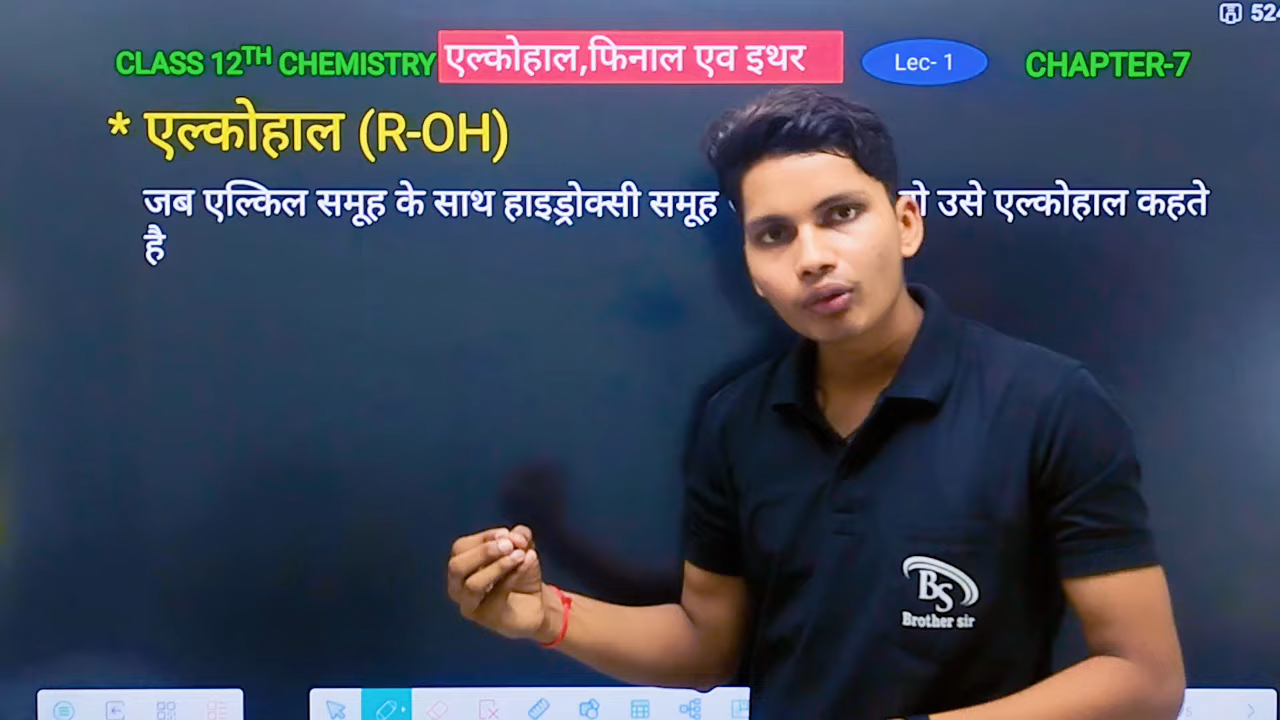 524
CLASS 12TH CHEMISTRY एल्कोहाल,फिनाल एव इथर Lec- 1 CHAPTER-7
* एल्कोहाल (R-OH)
जब एल्किल समूह के साथ हाइड्रोक्सी समूह उसे एल्कोहाल कहते
है
BS
Brother sir